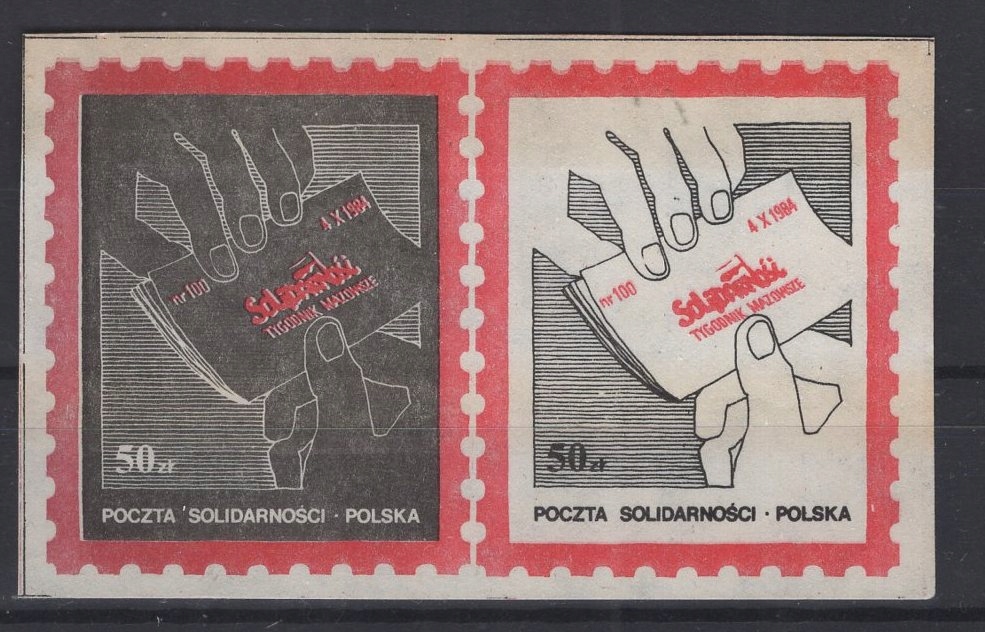 4 X 1984
nr 100
Solidarność
TYGODNIK MAZOWSZE
50zł
POCZTA SOLIDARNOŚCI · POLSKA
4 X 1984
nr 100
Solidarność
TYGODNIK MAZOWSZE
50zł
POCZTA SOLIDARNOŚCI · POLSKA